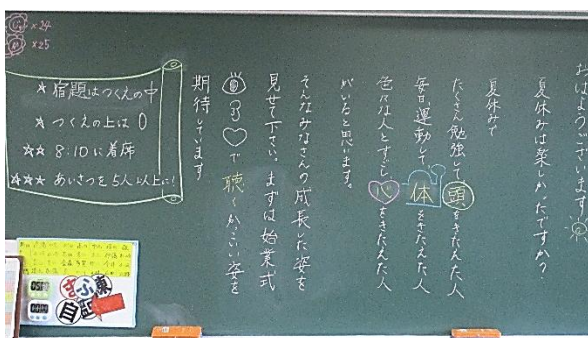 おはようございます。
夏休みは楽しかったですか？
夏休みで
たくさん勉強して、頭をきたえた人
毎日、運動して、体をきたえた人
色々な人とすごし、心をきたえた人
がいると思います。
そんなみなさんの成長した姿を
見せて下さい。まずは始業式、
で聴くかっこいい姿を
期待しています。
×24
×25
★宿題はつくえの中
★つくえの上は0
★★8:10に着席
★★★あいさつを5人以上に!